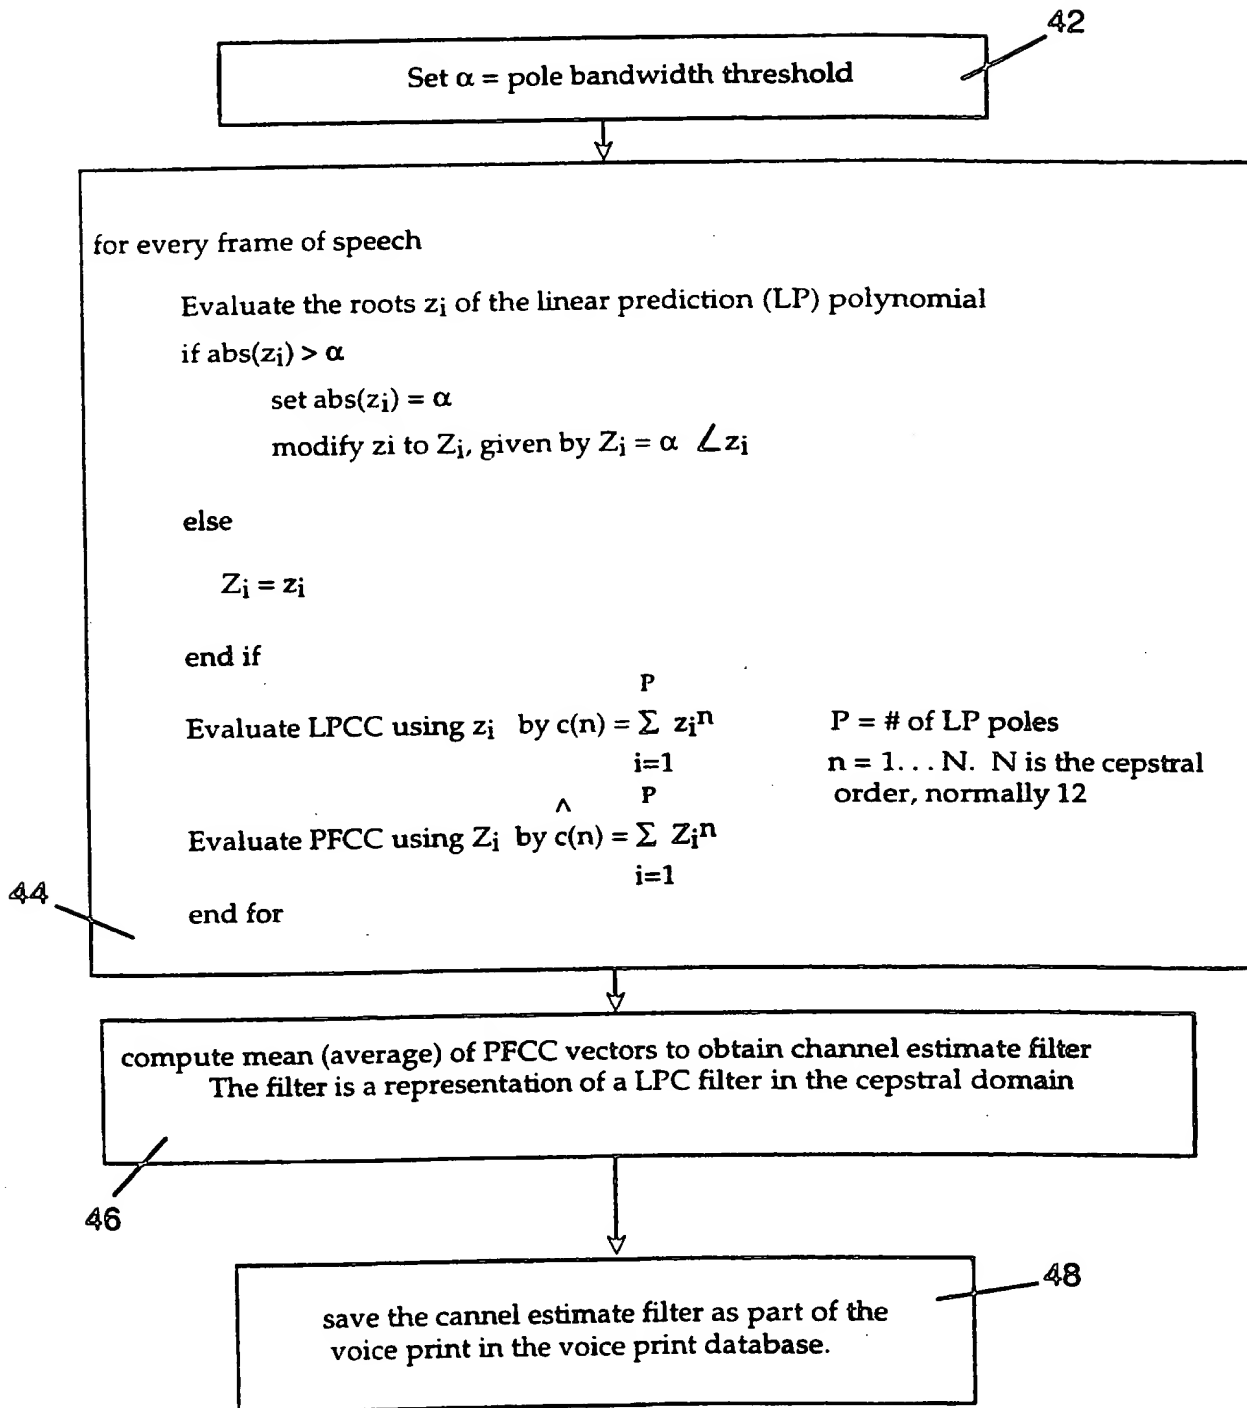 42
Set α = pole bandwidth threshold
for every frame of speech
Evaluate the roots zi of the linear prediction (LP) polynomial
if abs(zi) > α
set abs(zi) = α
modify zi to Zi, given by Zi = α ∠zi
else
Zi = zi
end if
P
Evaluate LPCC using zi by c(n) = Σ ziⁿ P = # of LP poles
i=1 n = 1... N. N is the cepstral
P order, normally 12
^
Evaluate PFCC using Zi by c(n) = Σ Ziⁿ
i=1
44
end for
compute mean (average) of PFCC vectors to obtain channel estimate filter
The filter is a representation of a LPC filter in the cepstral domain
46
48
save the cannel estimate filter as part of the
voice print in the voice print database.